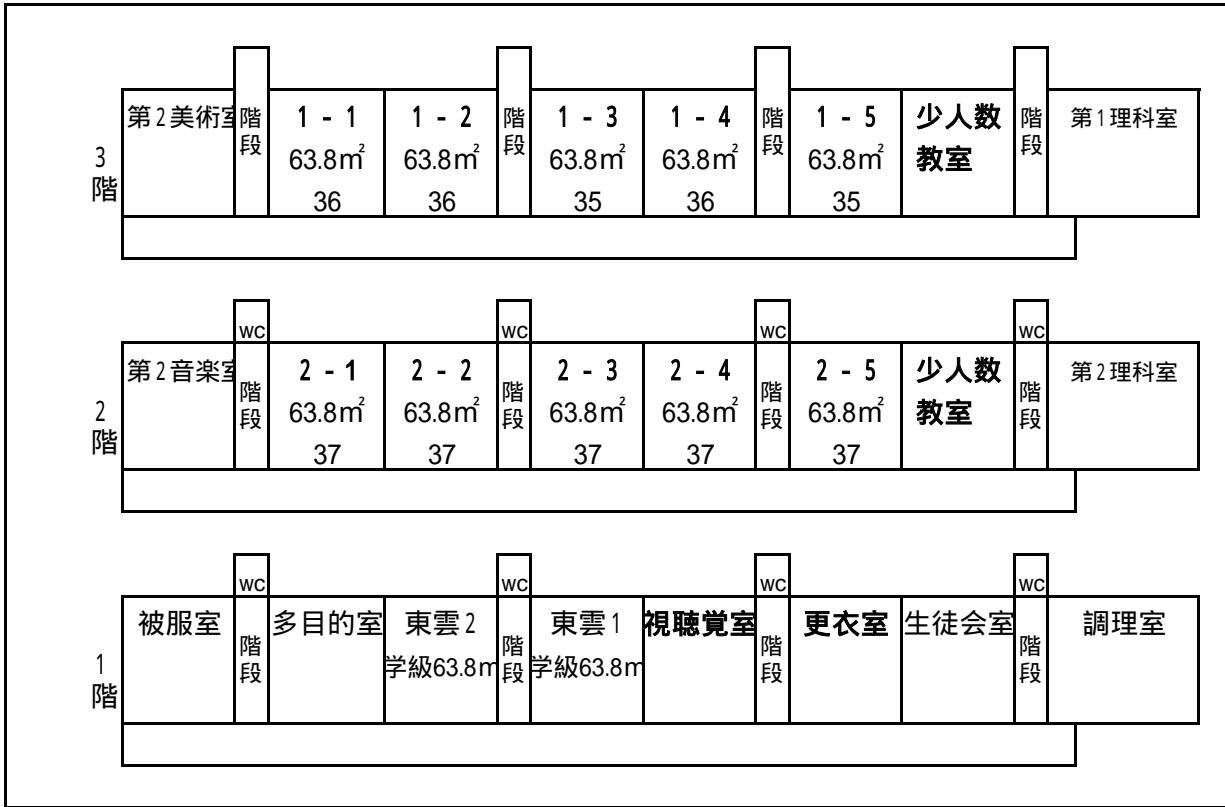 3階
第2美術室
階段
1 - 1
63.8㎡
36
1 - 2
63.8㎡
36
階段
1 - 3
63.8㎡
35
1 - 4
63.8㎡
36
階段
1 - 5
63.8㎡
35
少人数
教室
階段
第1理科室
2階
第2音楽室
WC
階段
2 - 1
63.8㎡
37
2 - 2
63.8㎡
37
WC
階段
2 - 3
63.8㎡
37
2 - 4
63.8㎡
37
WC
階段
2 - 5
63.8㎡
37
少人数
教室
WC
階段
第2理科室
1階
被服室
WC
階段
多目的室
東雲2
学級63.8m
WC
階段
東雲1
学級63.8m
視聴覚室
WC
階段
更衣室
生徒会室
WC
階段
調理室